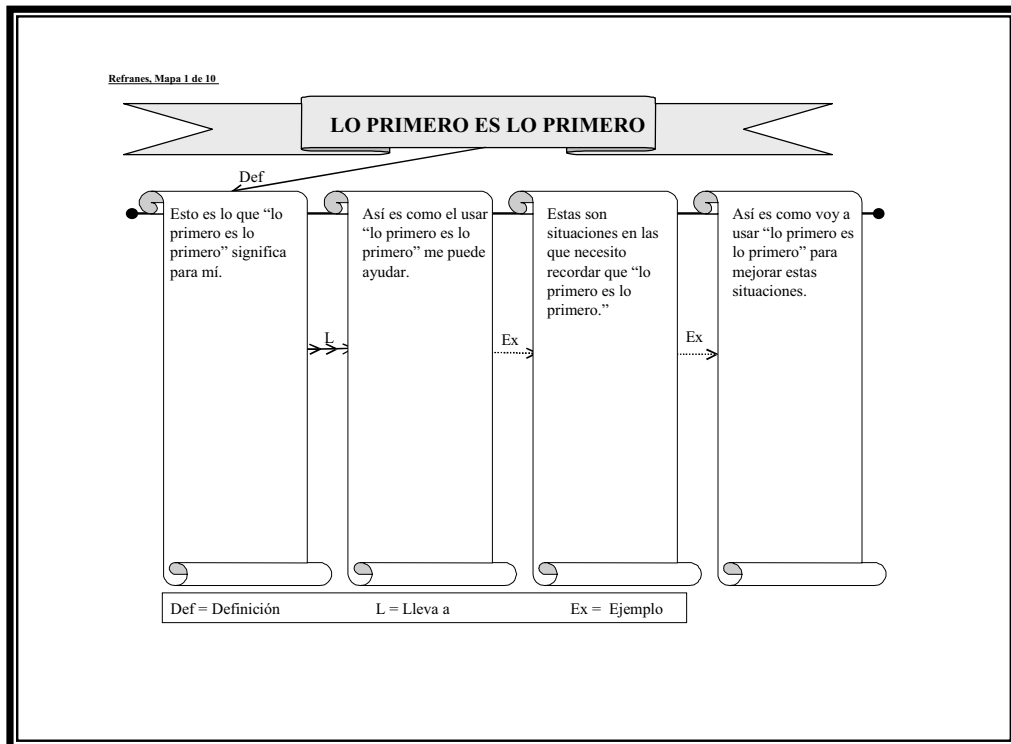 Refranes, Mapa 1 de 10
LO PRIMERO ES LO PRIMERO
Def
Esto es lo que “lo
primero es lo
primero” significa
para mí.
L
Así es como el usar
“lo primero es lo
primero” me puede
ayudar.
Ex
Estas son
situaciones en las
que necesito
recordar que “lo
primero es lo
primero.”
Ex
Así es como voy a
usar “lo primero es
lo primero” para
mejorar estas
situaciones.
Def = Definición L = Lleva a Ex = Ejemplo